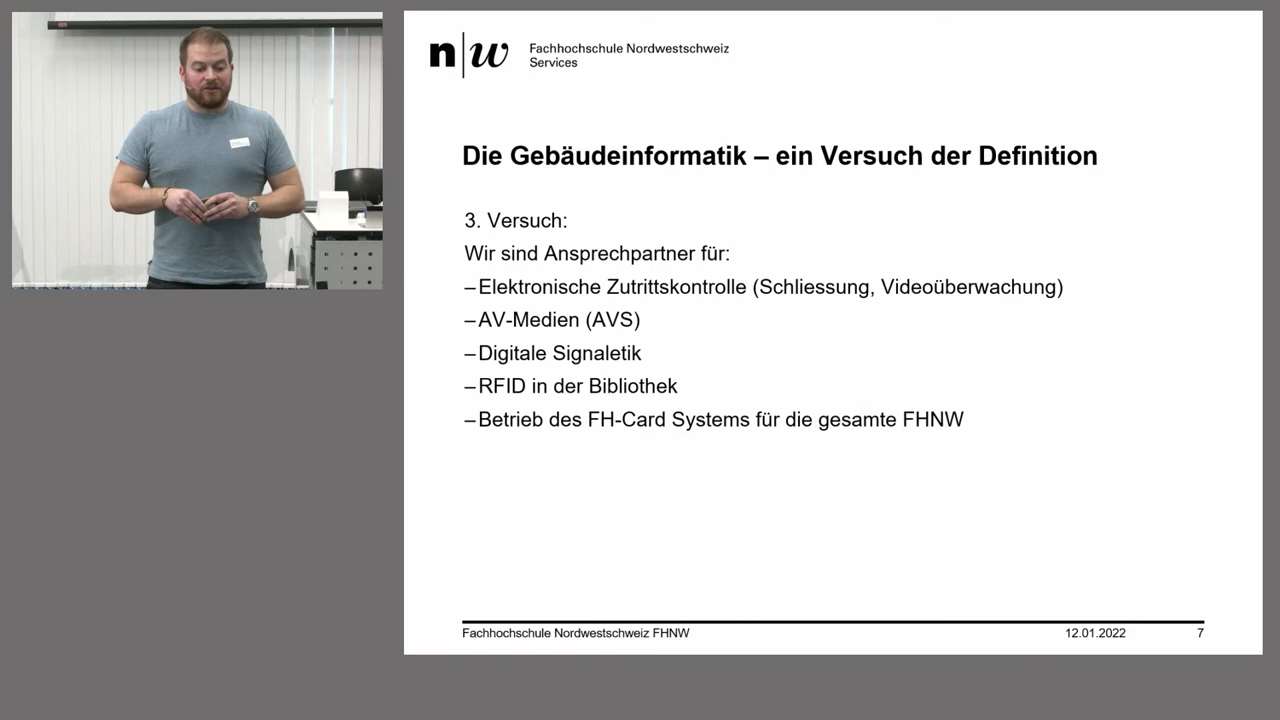 n|w Fachhochschule Nordwestschweiz
Services
Die Gebäudeinformatik – ein Versuch der Definition
3. Versuch:
Wir sind Ansprechpartner für:
–Elektronische Zutrittskontrolle (Schliessung, Videoüberwachung)
–AV-Medien (AVS)
–Digitale Signaletik
–RFID in der Bibliothek
–Betrieb des FH-Card Systems für die gesamte FHNW
Fachhochschule Nordwestschweiz FHNW 12.01.2022 7